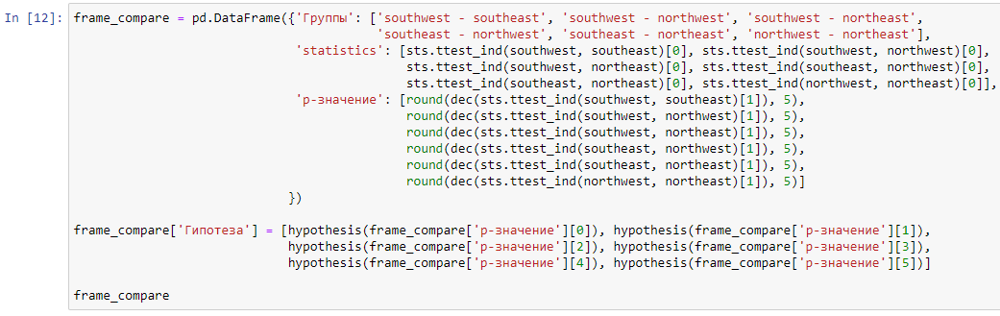 In [12]: frame_compare = pd.DataFrame({'Группы': ['southwest - southeast', 'southwest - northwest', 'southwest - northeast',
'southeast - northwest', 'southeast - northeast', 'northwest - northeast'],
'statistics': [sts.ttest_ind(southwest, southeast)[0], sts.ttest_ind(southwest, northwest)[0],
sts.ttest_ind(southwest, northeast)[0], sts.ttest_ind(southeast, northwest)[0],
sts.ttest_ind(southeast, northeast)[0], sts.ttest_ind(northwest, northeast)[0]],
'p-значение': [round(dec(sts.ttest_ind(southwest, southeast)[1]), 5),
round(dec(sts.ttest_ind(southwest, northwest)[1]), 5),
round(dec(sts.ttest_ind(southwest, northeast)[1]), 5),
round(dec(sts.ttest_ind(southeast, northwest)[1]), 5),
round(dec(sts.ttest_ind(southeast, northeast)[1]), 5),
round(dec(sts.ttest_ind(northwest, northeast)[1]), 5)]
})
frame_compare['Гипотеза'] = [hypothesis(frame_compare['p-значение'][0]), hypothesis(frame_compare['p-значение'][1]),
hypothesis(frame_compare['p-значение'][2]), hypothesis(frame_compare['p-значение'][3]),
hypothesis(frame_compare['p-значение'][4]), hypothesis(frame_compare['p-значение'][5])]
frame_compare